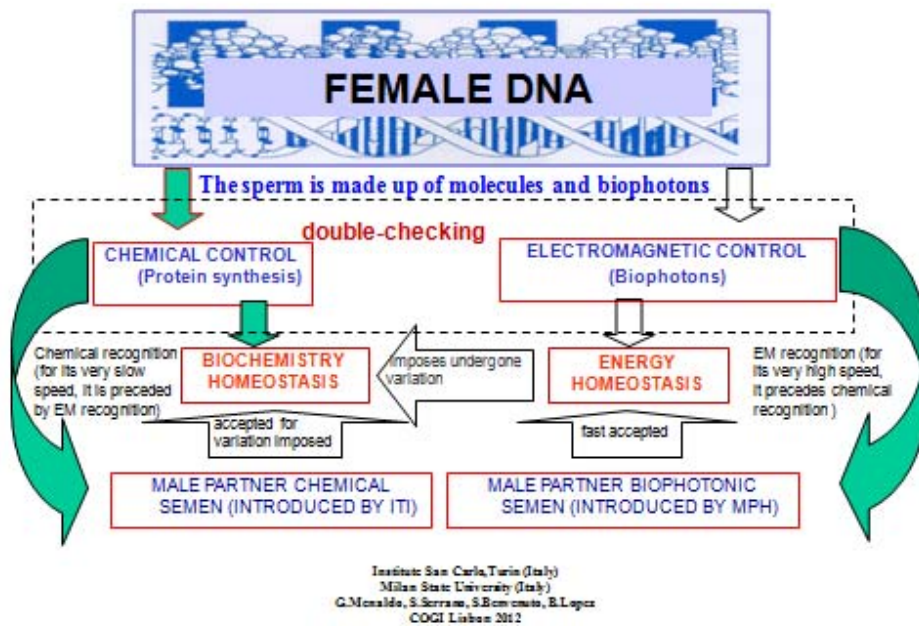 FEMALE DNA
The sperm is made up of molecules and biophotons
double-checking
CHEMICAL CONTROL
(Protein synthesis)
ELECTROMAGNETIC CONTROL
(Biophotons)
Chemical recognition
(for its very slow
speed, it is preceded
by EM recognition)
BIOCHEMISTRY
HOMEOSTASIS
imposes undergone
variation
ENERGY
HOMEOSTASIS
EM recognition (for
its very high speed,
it precedes chemical
recognition )
accepted for
variation imposed
fast accepted
MALE PARTNER CHEMICAL
SEMEN (INTRODUCED BY ITI)
MALE PARTNER BIOPHOTONIC
SEMEN (INTRODUCED BY MPH)
Institute San Carlo,Turin (Italy)
Milan State University (Italy)
G.Menaldo, S.Serrano, S.Benvenuto, B.Lopez
COGI Lisbon 2012